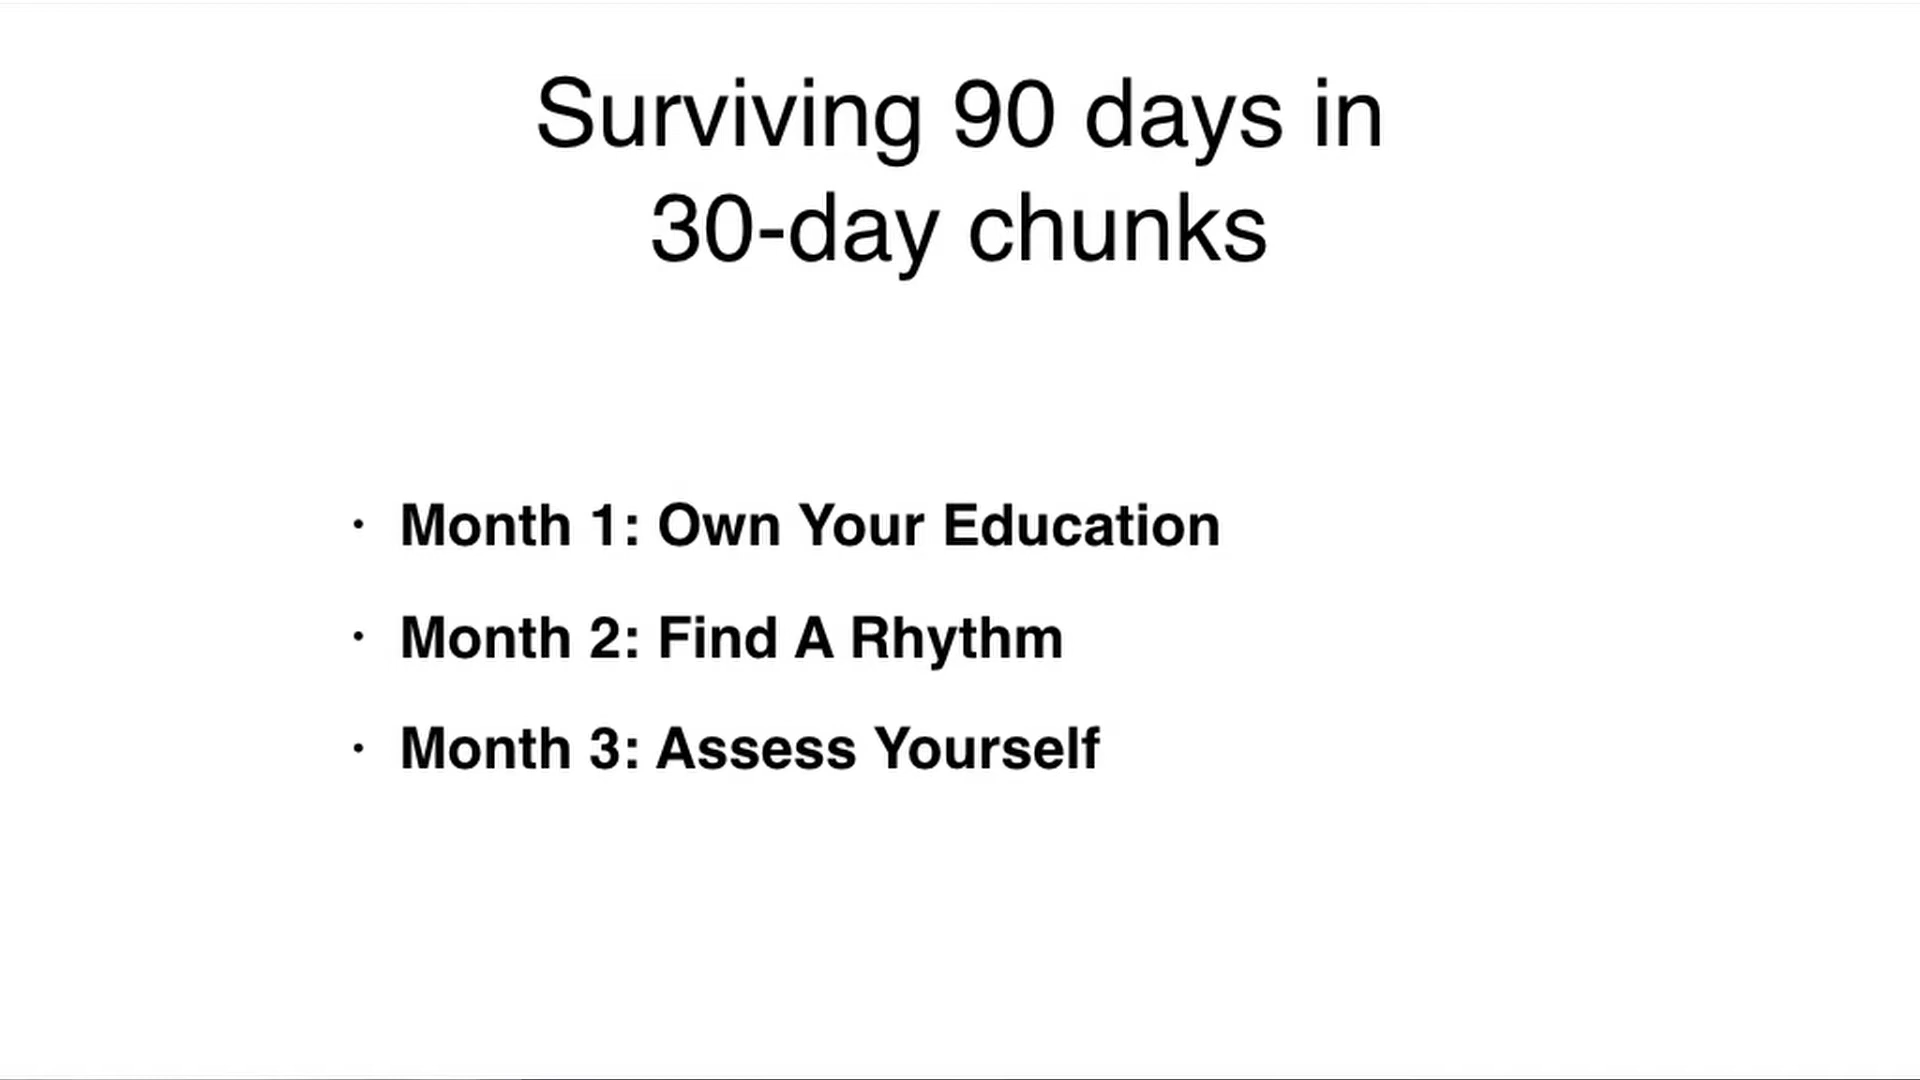 Surviving 90 days in
30-day chunks
· Month 1: Own Your Education
· Month 2: Find A Rhythm
· Month 3: Assess Yourself